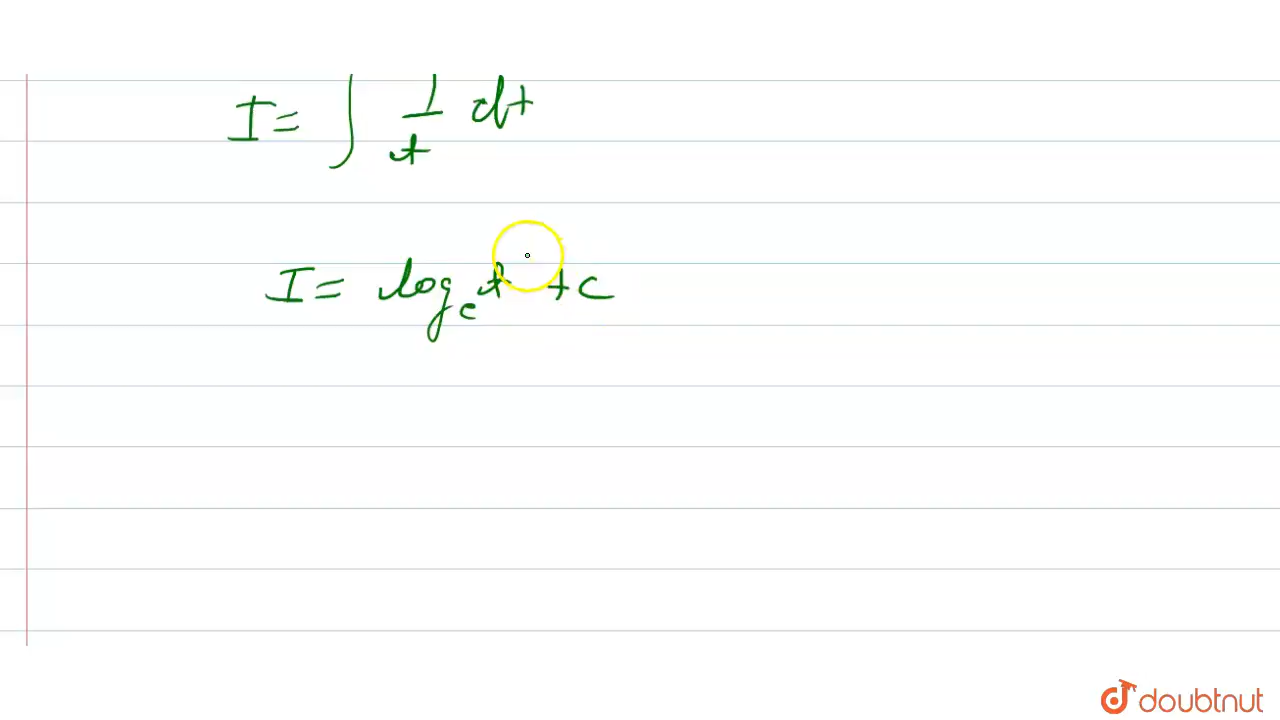 I = ∫ 1/t dt
I = log_e t + c
doubtnut